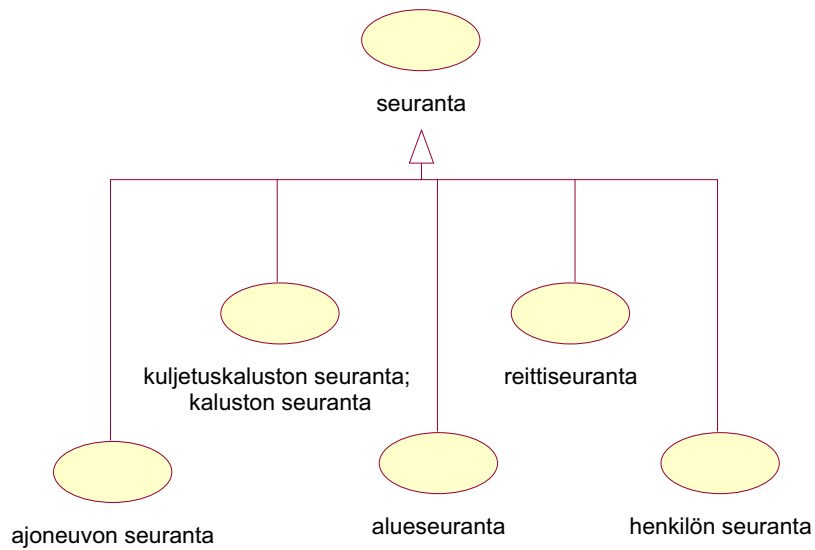 seuranta
kuljetuskaluston seuranta;
kaluston seuranta
reittiseuranta
ajoneuvon seuranta
alueseuranta
henkilön seuranta